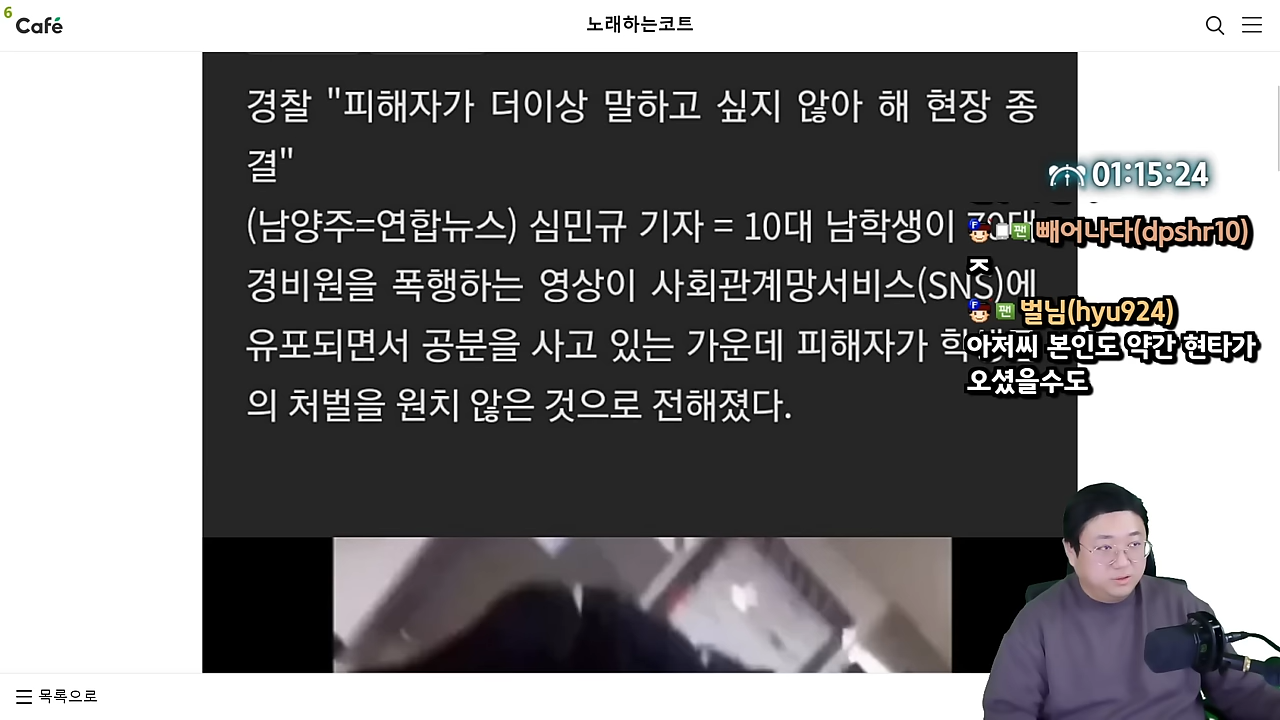 6
Café
노래하는코트
경찰 "피해자가 더이상 말하고 싶지 않아 해 현장 종
결"
(남양주=연합뉴스) 심민규 기자 = 10대 남학생이
경비원을 폭행하는 영상이 사회관계망서비스(SNS)에
유포되면서 공분을 사고 있는 가운데 피해자가
의 처벌을 원치 않은 것으로 전해졌다.
01:15:24
F 팬 빼어나다(dpshr10)
ㅈ
F 팬 벌님(hyu924)
아저씨 본인도 약간 현타가
오셨을수도
목록으로